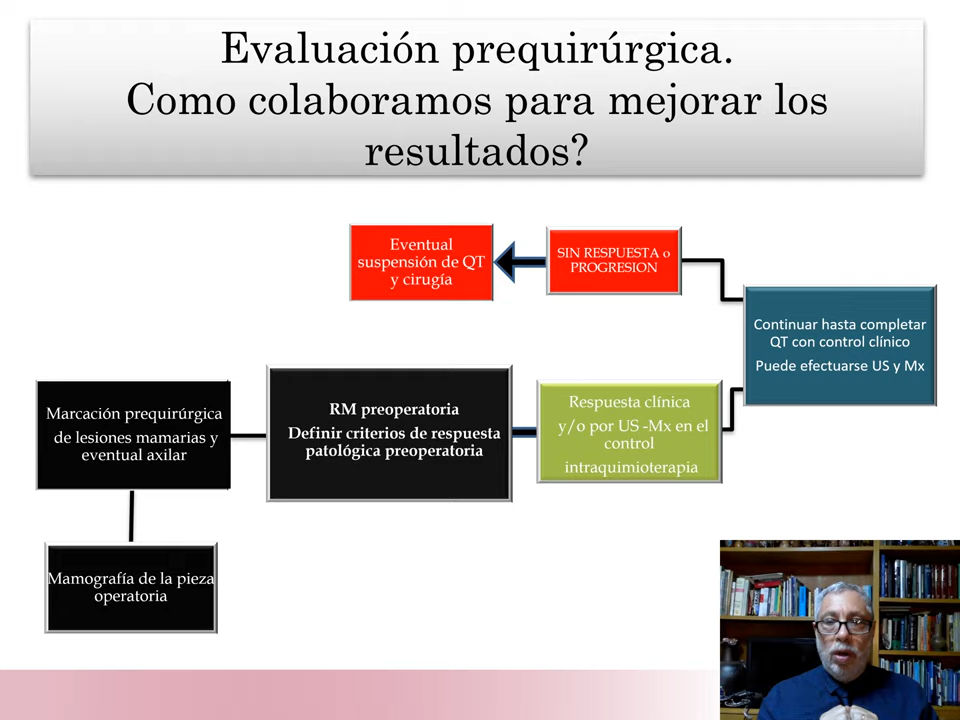 Evaluación prequirúrgica.
Como colaboramos para mejorar los
resultados?
Eventual
suspensión de QT
y cirugía
SIN RESPUESTA o
PROGRESION
Continuar hasta completar
QT con control clínico
Puede efectuarse US y Mx
Respuesta clínica
y/o por US -Mx en el
control
intraquimioterapia
RM preoperatoria
Definir criterios de respuesta
patológica preoperatoria
Marcación prequirúrgica
de lesiones mamarias y
eventual axilar
Mamografía de la pieza
operatoria